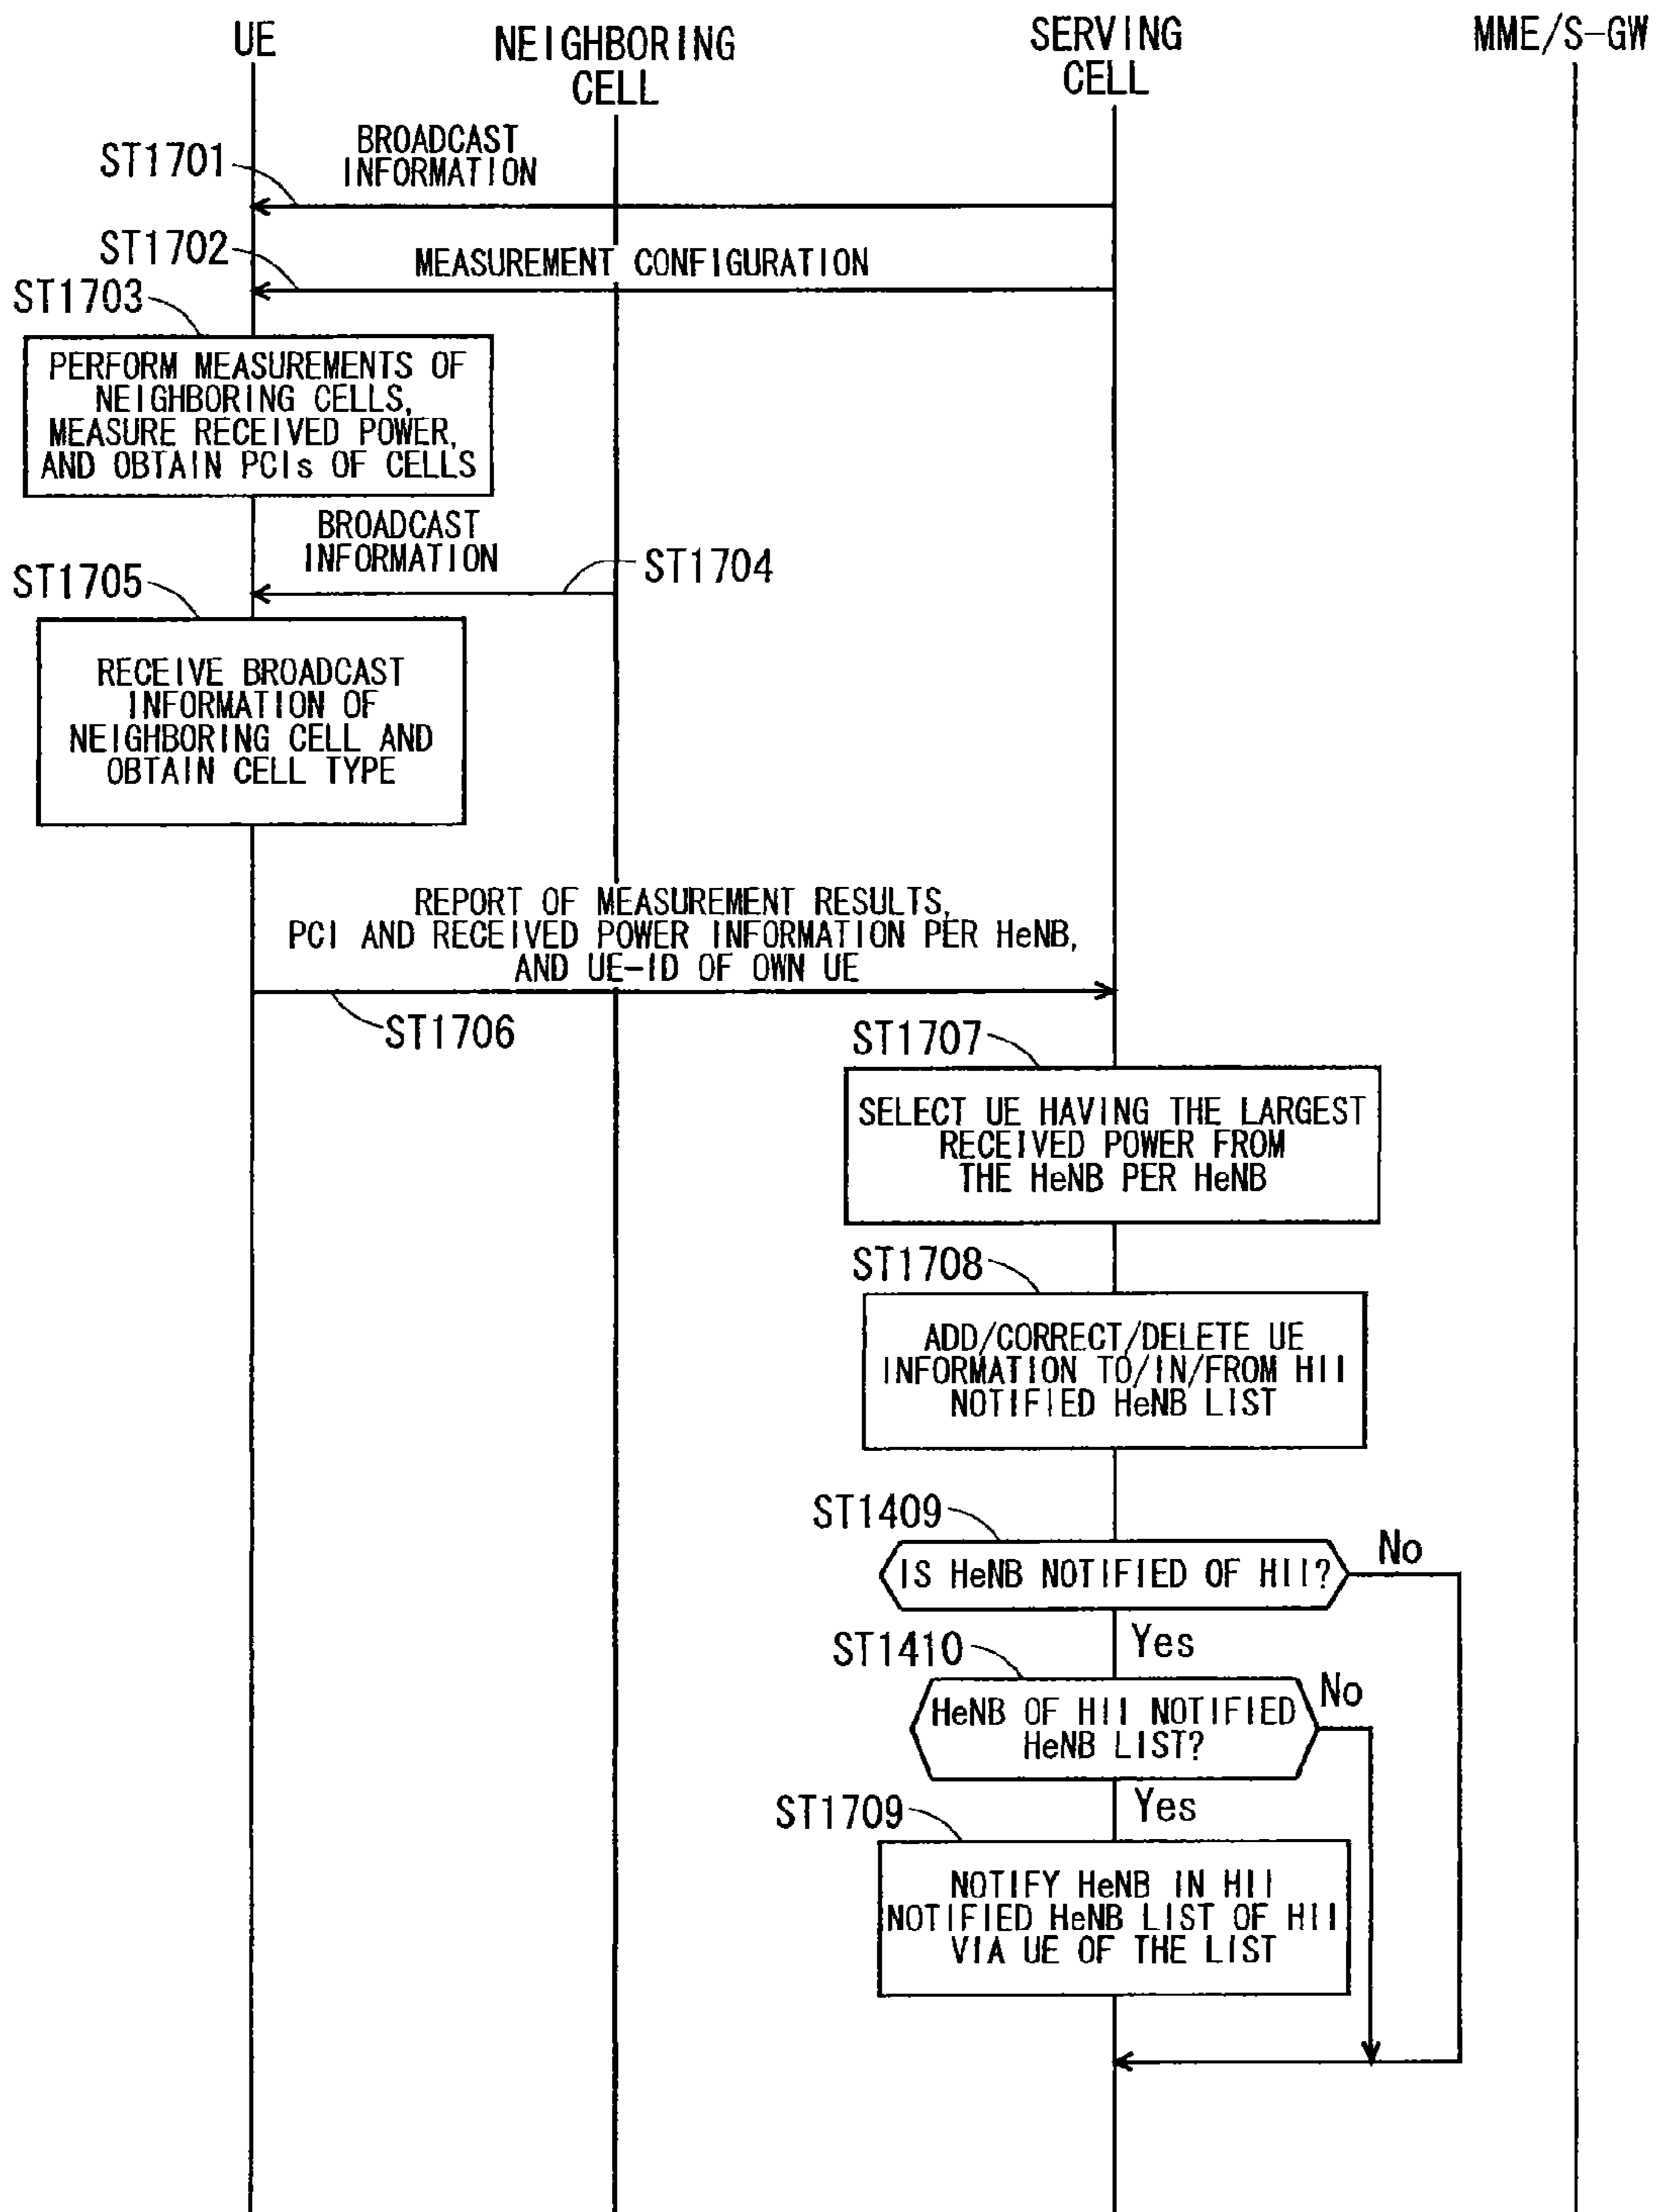 UE
NEIGHBORING
CELL
SERVING
CELL
MME/S-GW
BROADCAST
INFORMATION
ST1701
ST1702
MEASUREMENT CONFIGURATION
ST1703
PERFORM MEASUREMENTS OF
NEIGHBORING CELLS,
MEASURE RECEIVED POWER,
AND OBTAIN PCIs OF CELLS
BROADCAST
INFORMATION
ST1704
ST1705
RECEIVE BROADCAST
INFORMATION OF
NEIGHBORING CELL AND
OBTAIN CELL TYPE
REPORT OF MEASUREMENT RESULTS,
PCI AND RECEIVED POWER INFORMATION PER HeNB,
AND UE-ID OF OWN UE
ST1706
ST1707
SELECT UE HAVING THE LARGEST
RECEIVED POWER FROM
THE HeNB PER HeNB
ST1708
ADD/CORRECT/DELETE UE
INFORMATION TO/IN/FROM HII
NOTIFIED HeNB LIST
ST1409
IS HeNB NOTIFIED OF HII?
No
Yes
ST1410
HeNB OF HII NOTIFIED
HeNB LIST?
No
Yes
ST1709
NOTIFY HeNB IN HII
NOTIFIED HeNB LIST OF HII
VIA UE OF THE LIST